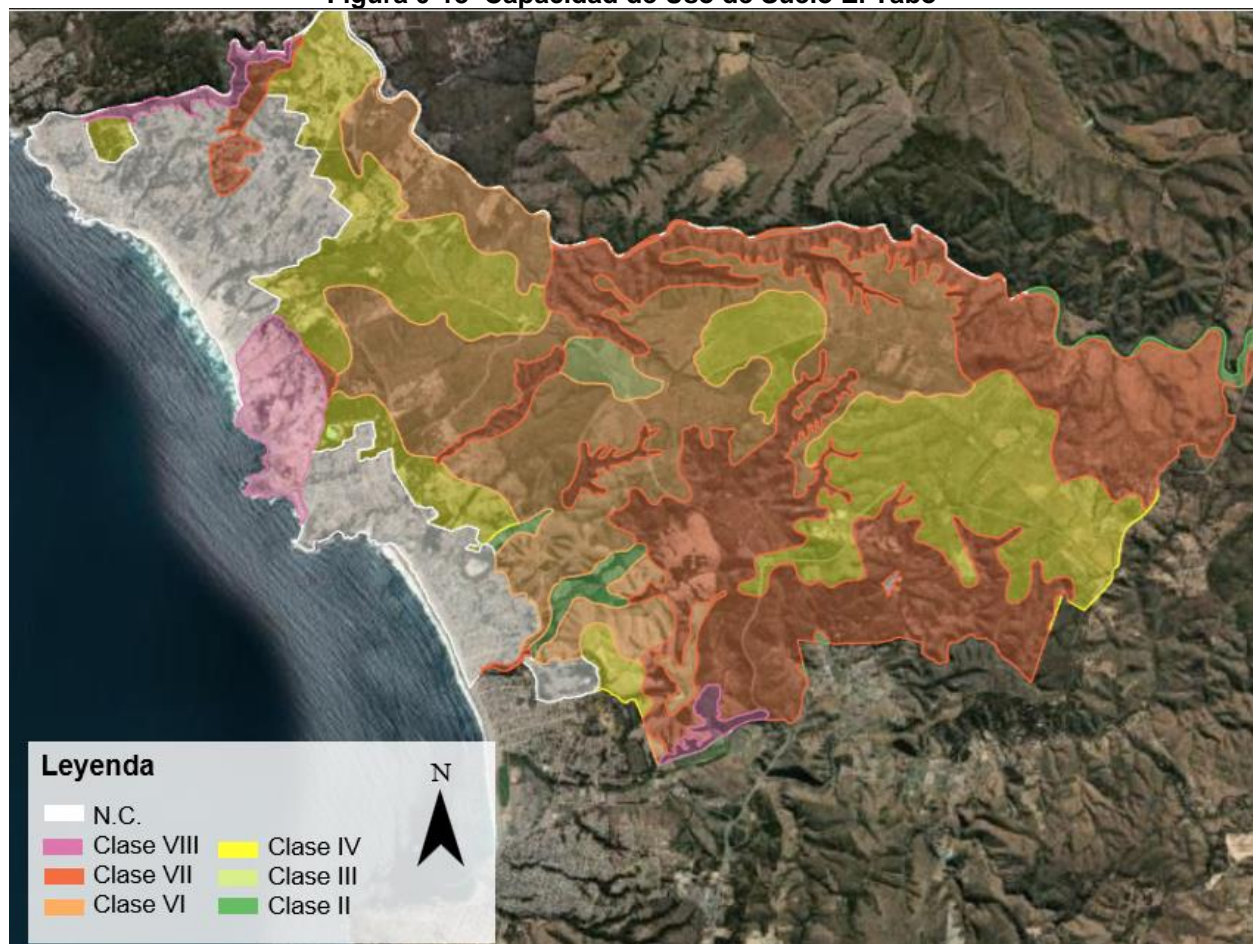 Leyenda
N
N.C.
Clase VIII
Clase VII
Clase VI
Clase IV
Clase III
Clase II